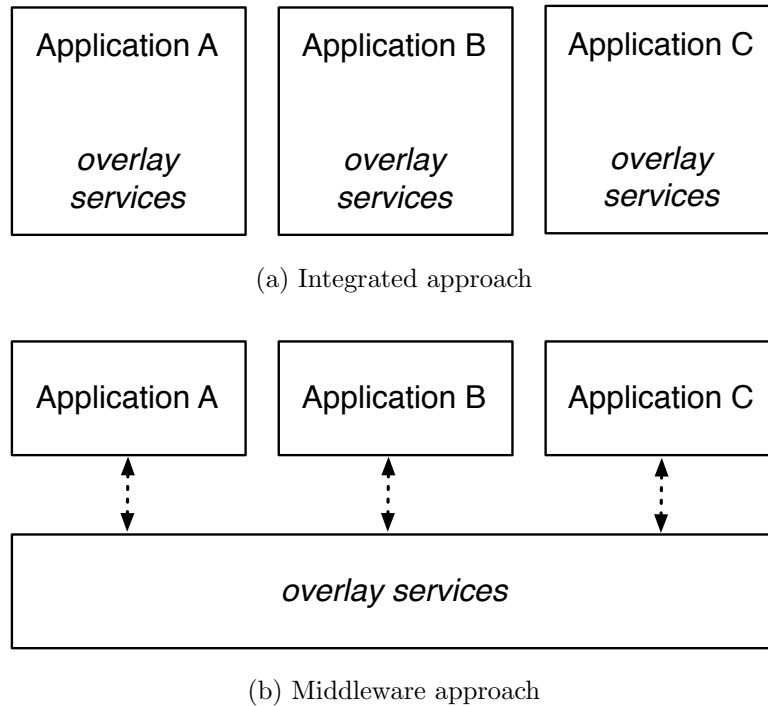 Application A
Application B
Application C
overlay
services
overlay
services
overlay
services
(a) Integrated approach
Application A
Application B
Application C
overlay services
(b) Middleware approach